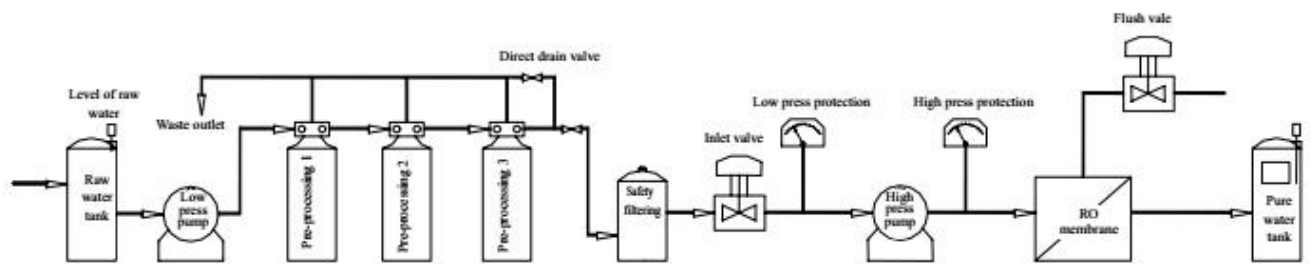 Flush vale
Direct drain valve
Level of raw
water
Waste outlet
Low press protection
High press protection
Inlet valve
Raw
water
tank
Low
press
pump
Pre-processing 1
Pre-processing 2
Pre-processing 3
Safety
filtering
High
press
pump
RO
membrane
Pure
water
tank